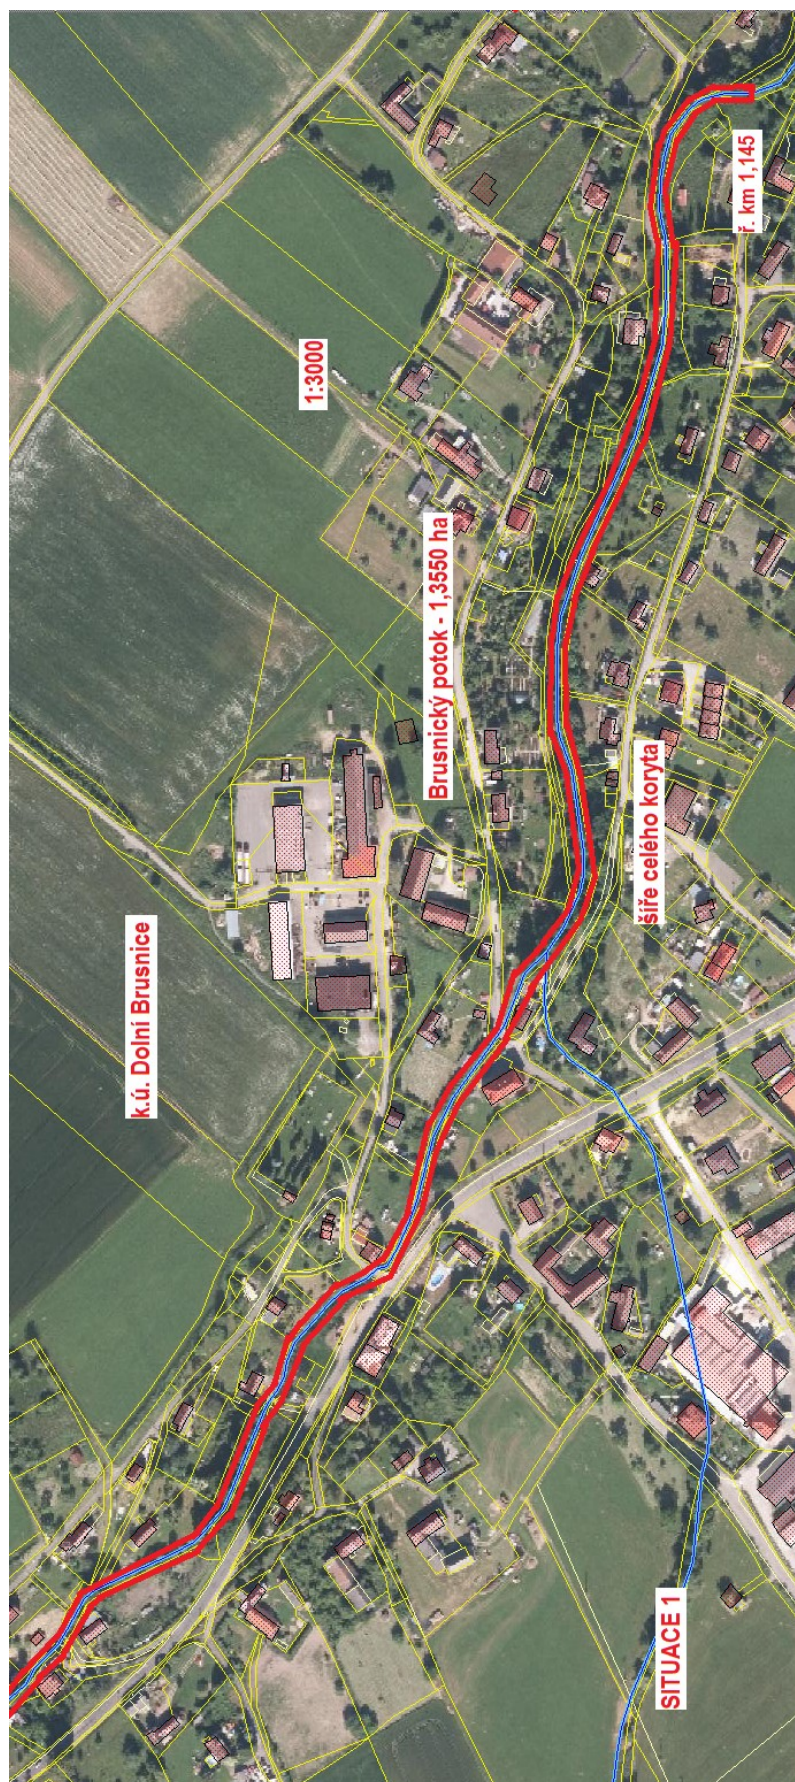 SITUACE 1
k.ú. Dolní Brusnice
šíře celého koryta
Brusnický potok - 1,3550 ha
1:3000
ř. km 1,145